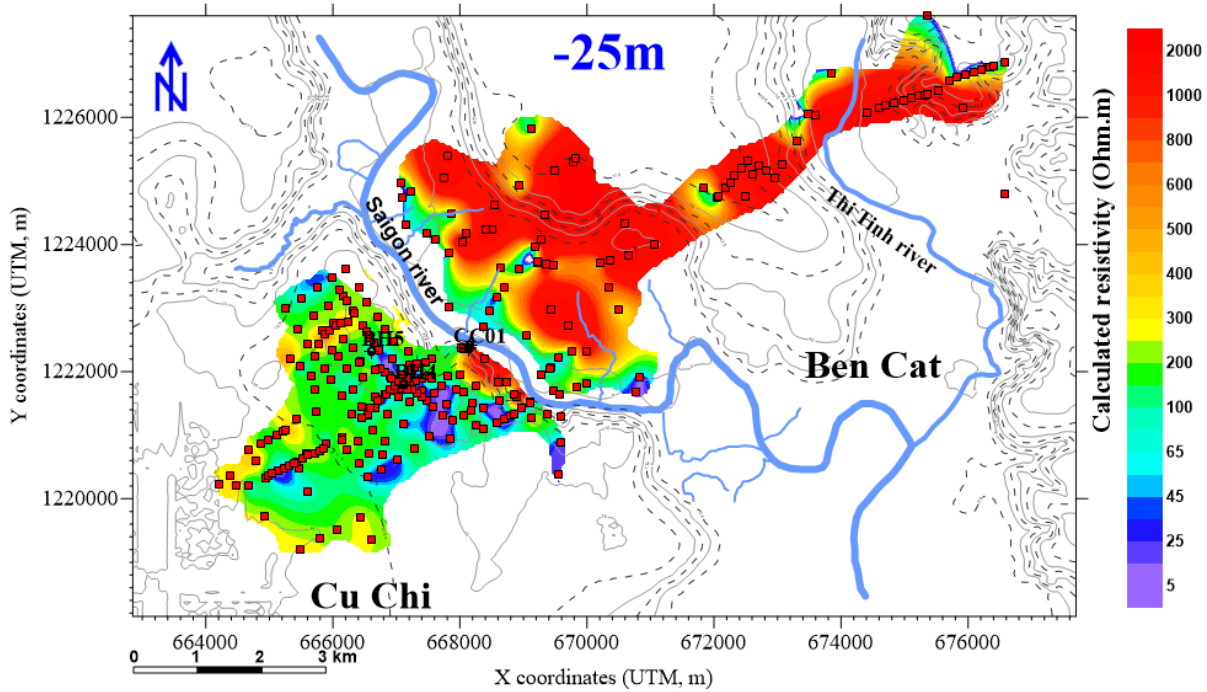 -25m
N
Saigon river
Thi Tinh river
BH5
CC01
BH4
Ben Cat
Cu Chi
Y coordinates (UTM, m)
1226000
1224000
1222000
1220000
664000
666000
668000
670000
672000
674000
676000
X coordinates (UTM, m)
0 1 2 3 km
Calculated resistivity (Ohm.m)
2000
1000
800
600
500
400
300
200
100
65
45
25
5